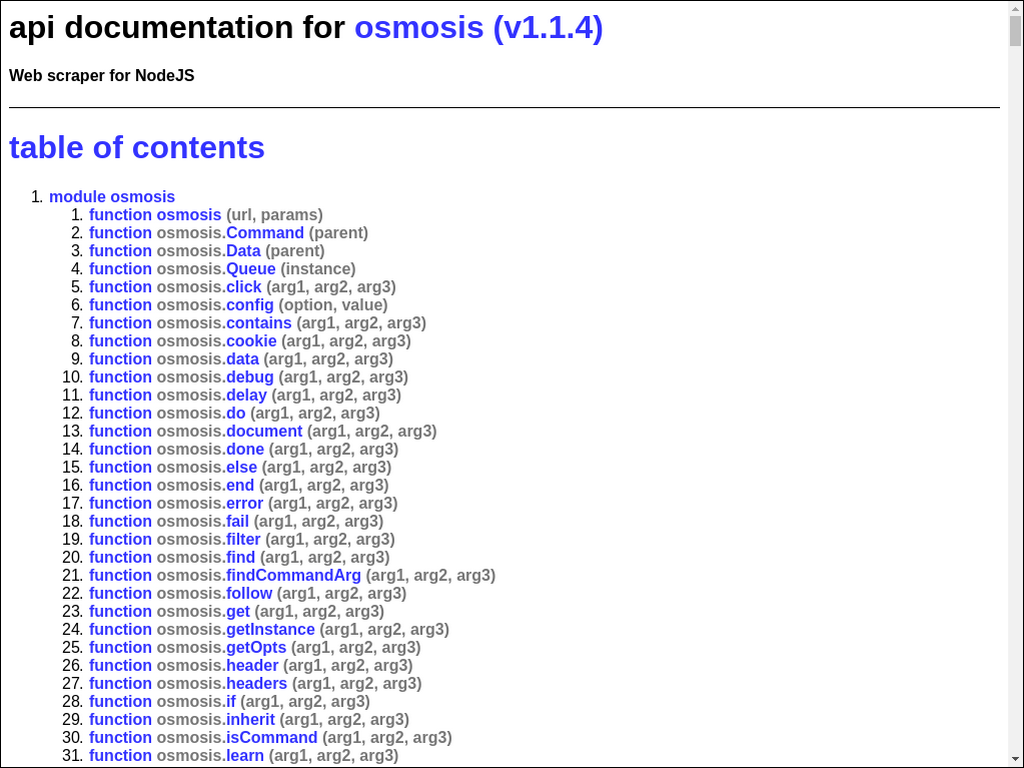 api documentation for osmosis (v1.1.4)
Web scraper for NodeJS
table of contents
1. module osmosis
1. function osmosis (url, params)
2. function osmosis.Command (parent)
3. function osmosis.Data (parent)
4. function osmosis.Queue (instance)
5. function osmosis.click (arg1, arg2, arg3)
6. function osmosis.config (option, value)
7. function osmosis.contains (arg1, arg2, arg3)
8. function osmosis.cookie (arg1, arg2, arg3)
9. function osmosis.data (arg1, arg2, arg3)
10. function osmosis.debug (arg1, arg2, arg3)
11. function osmosis.delay (arg1, arg2, arg3)
12. function osmosis.do (arg1, arg2, arg3)
13. function osmosis.document (arg1, arg2, arg3)
14. function osmosis.done (arg1, arg2, arg3)
15. function osmosis.else (arg1, arg2, arg3)
16. function osmosis.end (arg1, arg2, arg3)
17. function osmosis.error (arg1, arg2, arg3)
18. function osmosis.fail (arg1, arg2, arg3)
19. function osmosis.filter (arg1, arg2, arg3)
20. function osmosis.find (arg1, arg2, arg3)
21. function osmosis.findCommandArg (arg1, arg2, arg3)
22. function osmosis.follow (arg1, arg2, arg3)
23. function osmosis.get (arg1, arg2, arg3)
24. function osmosis.getInstance (arg1, arg2, arg3)
25. function osmosis.getOpts (arg1, arg2, arg3)
26. function osmosis.header (arg1, arg2, arg3)
27. function osmosis.headers (arg1, arg2, arg3)
28. function osmosis.if (arg1, arg2, arg3)
29. function osmosis.inherit (arg1, arg2, arg3)
30. function osmosis.isCommand (arg1, arg2, arg3)
31. function osmosis.learn (arg1, arg2, arg3)